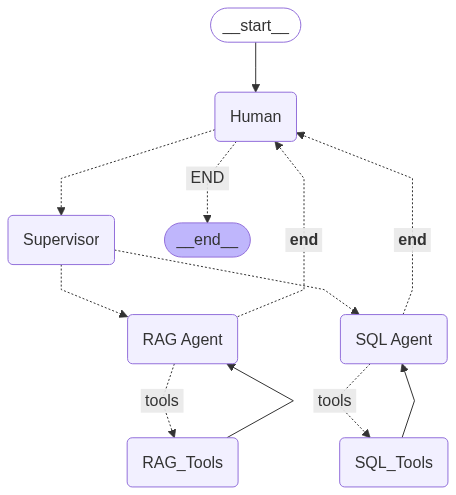 __start__
Human
END
Supervisor
__end__
end
end
RAG Agent
SQL Agent
tools
tools
RAG_Tools
SQL_Tools